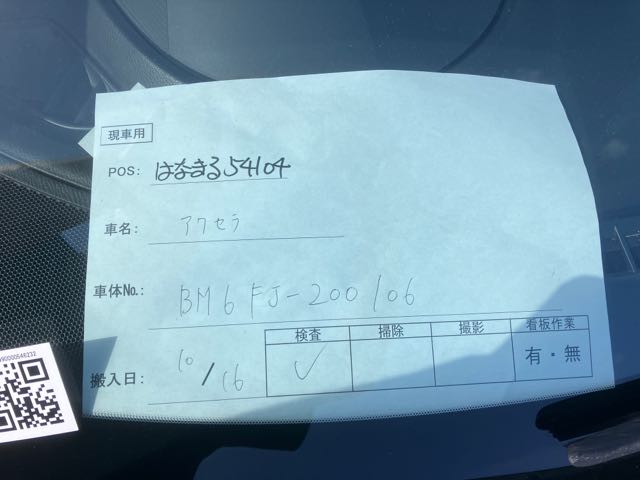 現車用
POS: はなまる54104
車名: アクセラ
車体No.: BM6FJ-200106
検査 掃除 撮影 看板作業
搬入日: 10/16 ✓ 有・無